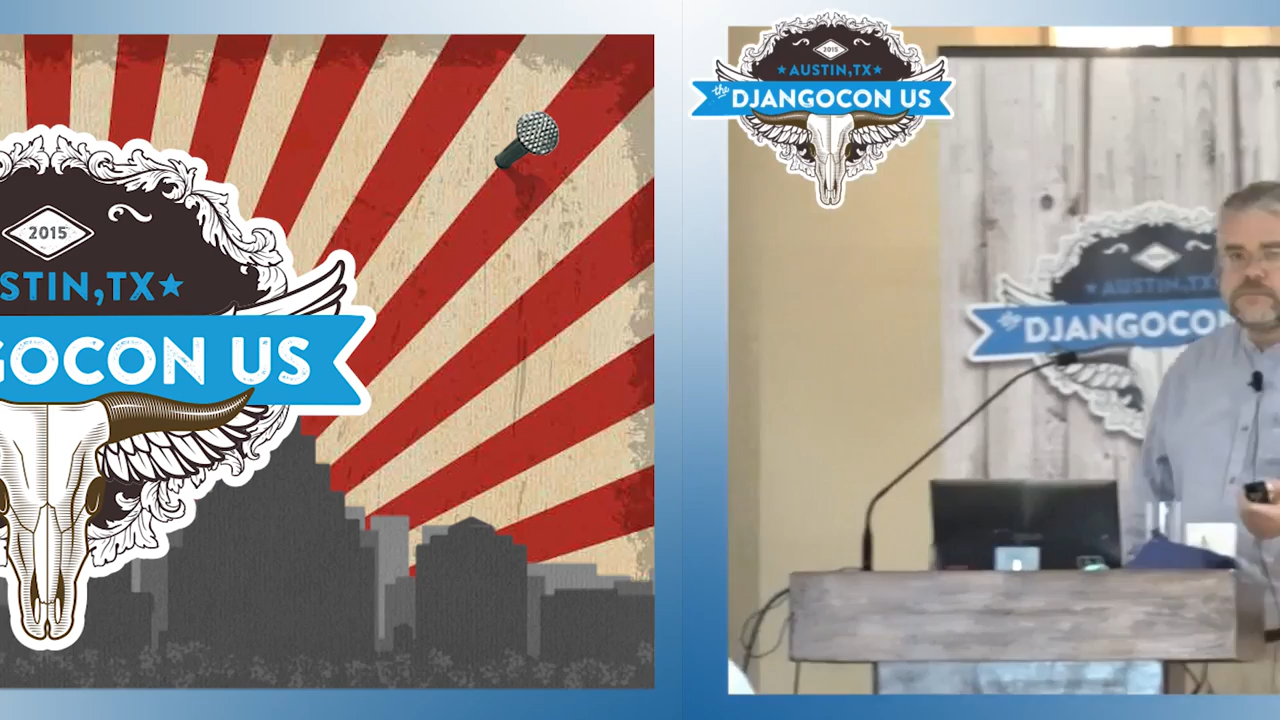 2015
STIN,TX
GOCON US
2015
AUSTIN,TX
the
DJANGOCON US
AUSTIN,TX
the
DJANGOCON